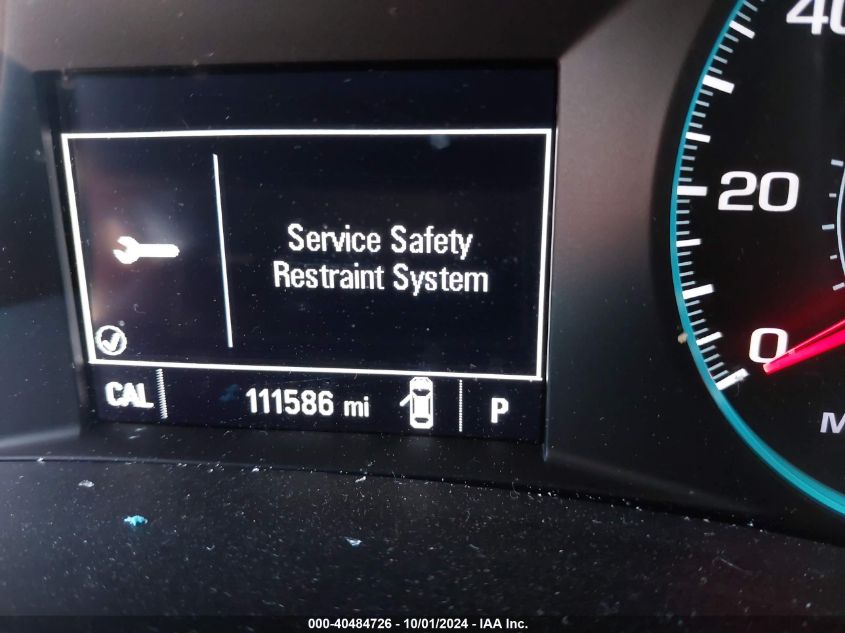 Service Safety
Restraint System
CAL 111586 mi P
40
20
0
M
000-40484726 - 10/01/2024 - IAA Inc.